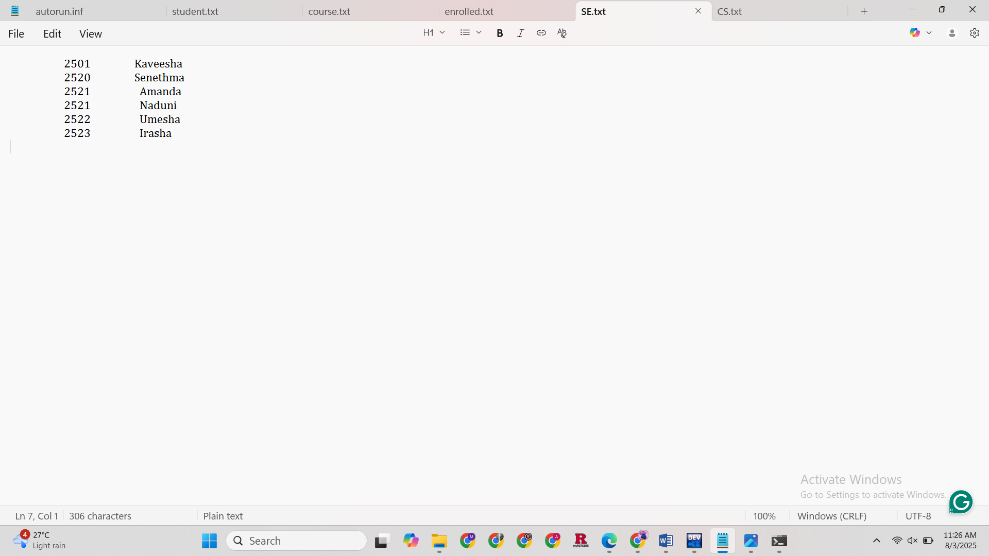 autorun.inf student.txt course.txt enrolled.txt SE.txt CS.txt
File Edit View H1 B I
2501 Kaveesha
2520 Senethma
2521 Amanda
2521 Naduni
2522 Umesha
2523 Irasha
Activate Windows
Go to Settings to activate Windows.
Ln 7, Col 1 306 characters Plain text 100% Windows (CRLF) UTF-8
4 27°C Search 11:26 AM
Light rain 8/3/2025